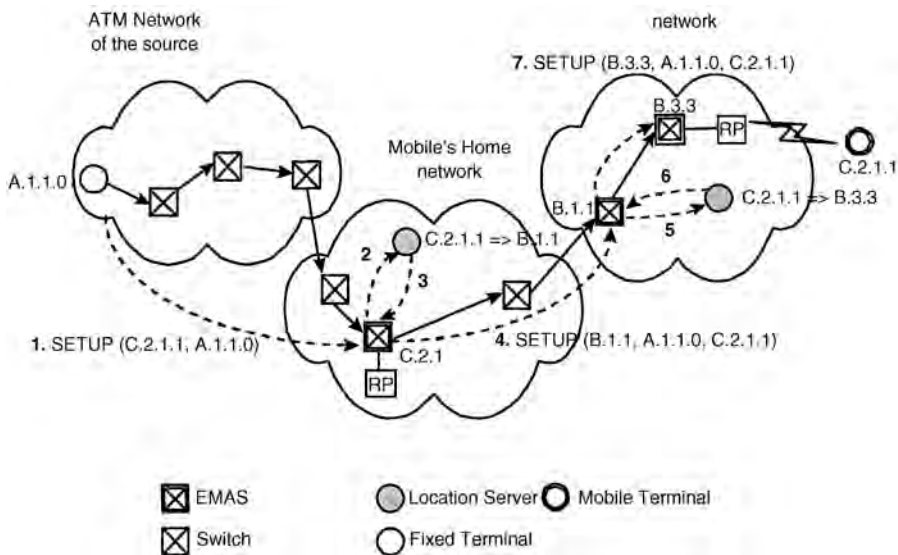 ATM Network
of the source
network
7. SETUP (B.3.3, A.1.1.0, C.2.1.1)
B.3.3
RP
Mobile's Home
network
A.1.1.0
C.2.1.1
6
B.1.1
C.2.1.1 => B.3.3
5
2
C.2.1.1 => B.1.1
3
1. SETUP (C.2.1.1, A.1.1.0)
C.2.1
4. SETUP (B.1.1, A.1.1.0, C.2.1.1)
RP
EMAS
Location Server
Mobile Terminal
Switch
Fixed Terminal